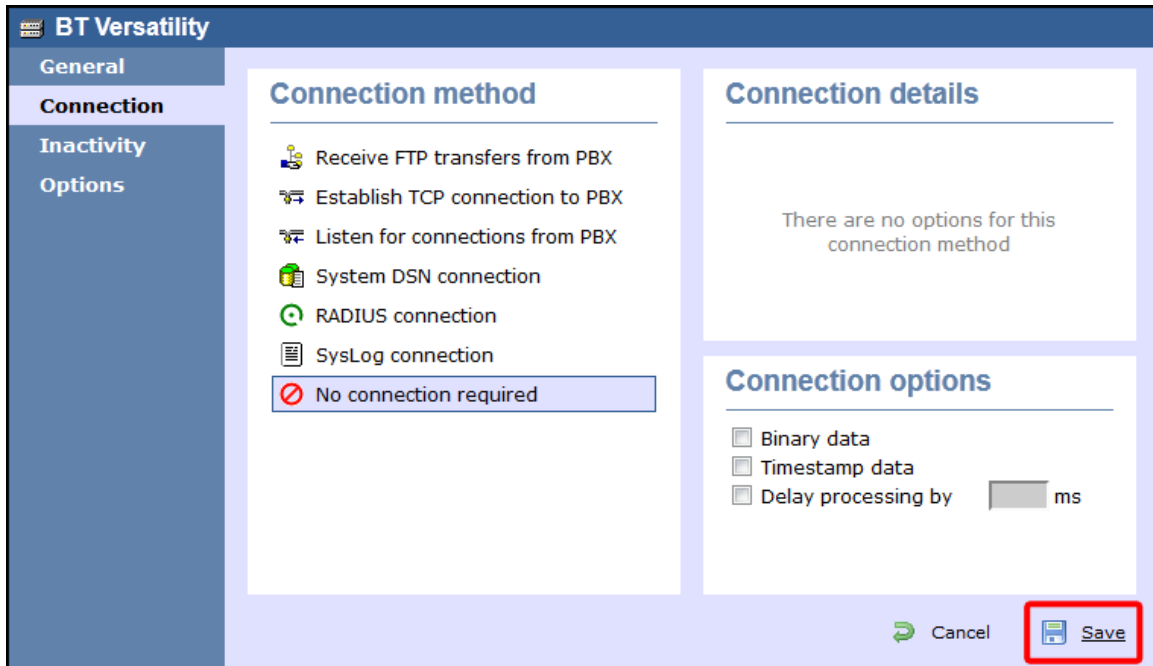 BT Versatility
General
Connection
Inactivity
Options
Connection method
Receive FTP transfers from PBX
Establish TCP connection to PBX
Listen for connections from PBX
System DSN connection
RADIUS connection
SysLog connection
No connection required
Connection details
There are no options for this
connection method
Connection options
Binary data
Timestamp data
Delay processing by ms
Cancel Save